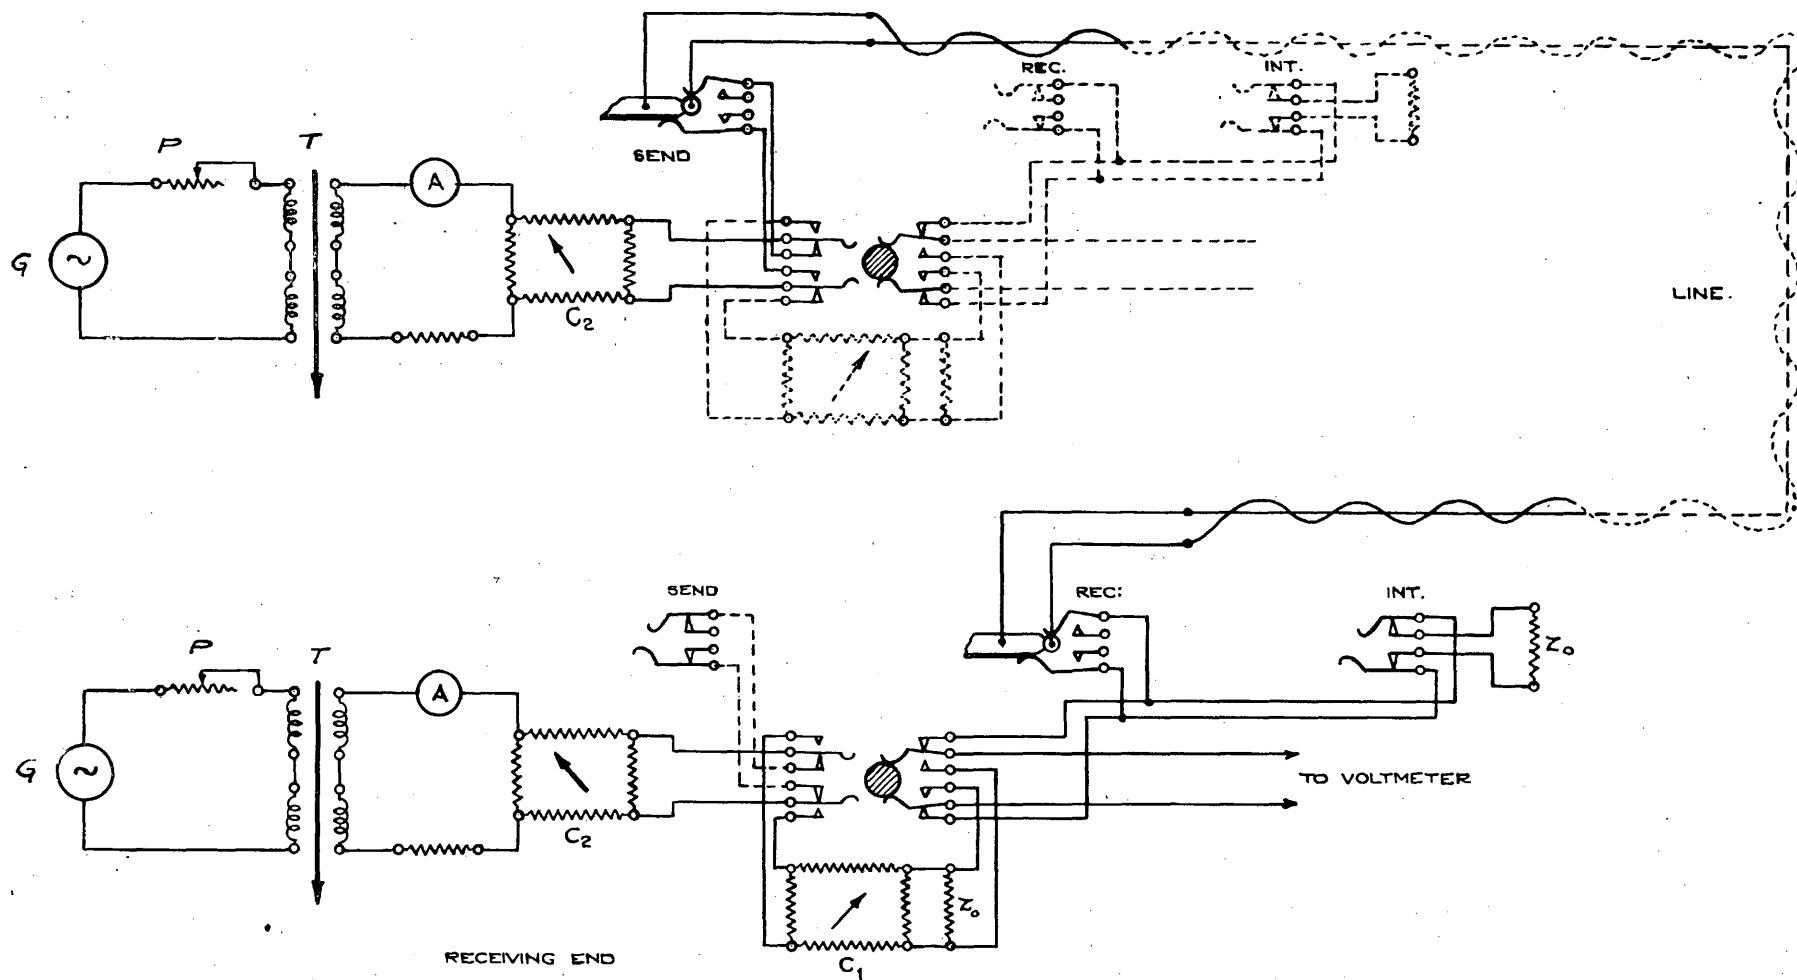 REC.
INT.
P
T
A
SEND
G
~
C2
LINE.
SEND
REC:
INT.
P
T
A
Z₀
G
~
TO VOLTMETER
C2
Z₀
RECEIVING END
C1